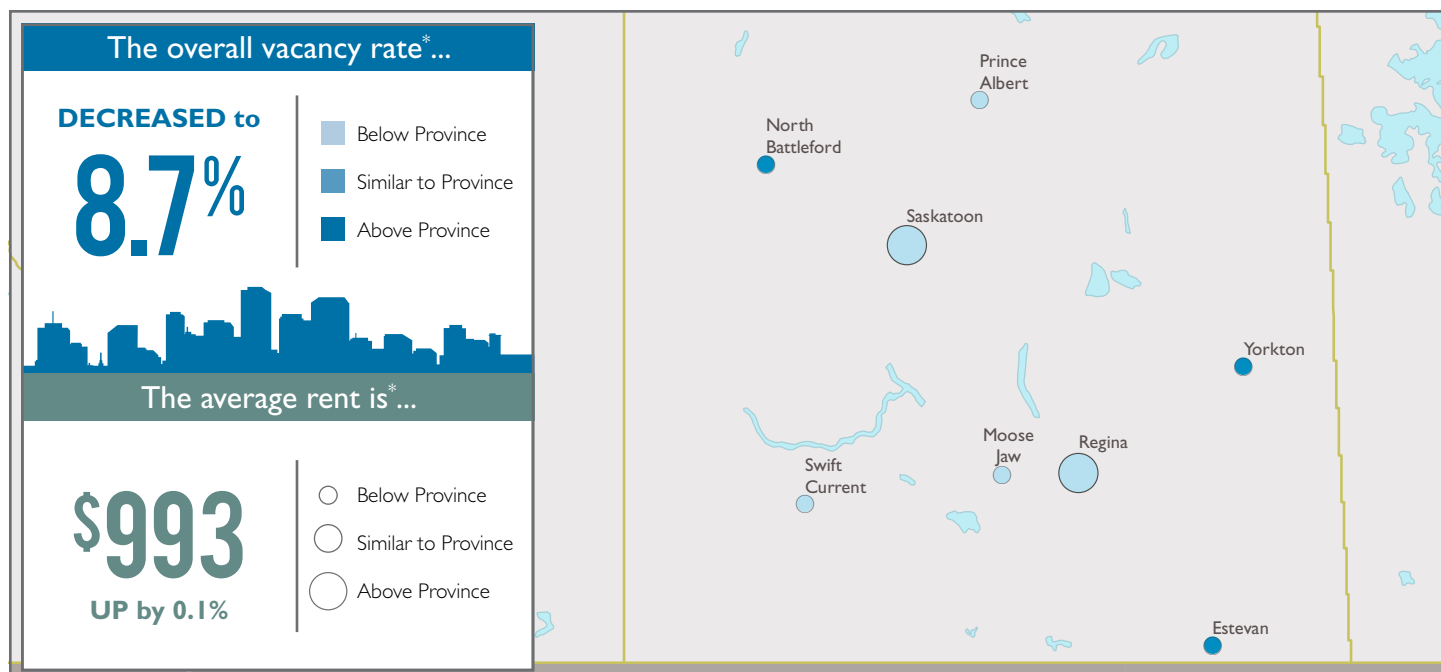 The overall vacancy rate*...
DECREASED to
8.7%
Below Province
Similar to Province
Above Province
The average rent is*...
$993
UP by 0.1%
Below Province
Similar to Province
Above Province
Prince
Albert
North
Battleford
Saskatoon
Yorkton
Moose
Jaw
Regina
Swift
Current
Estevan